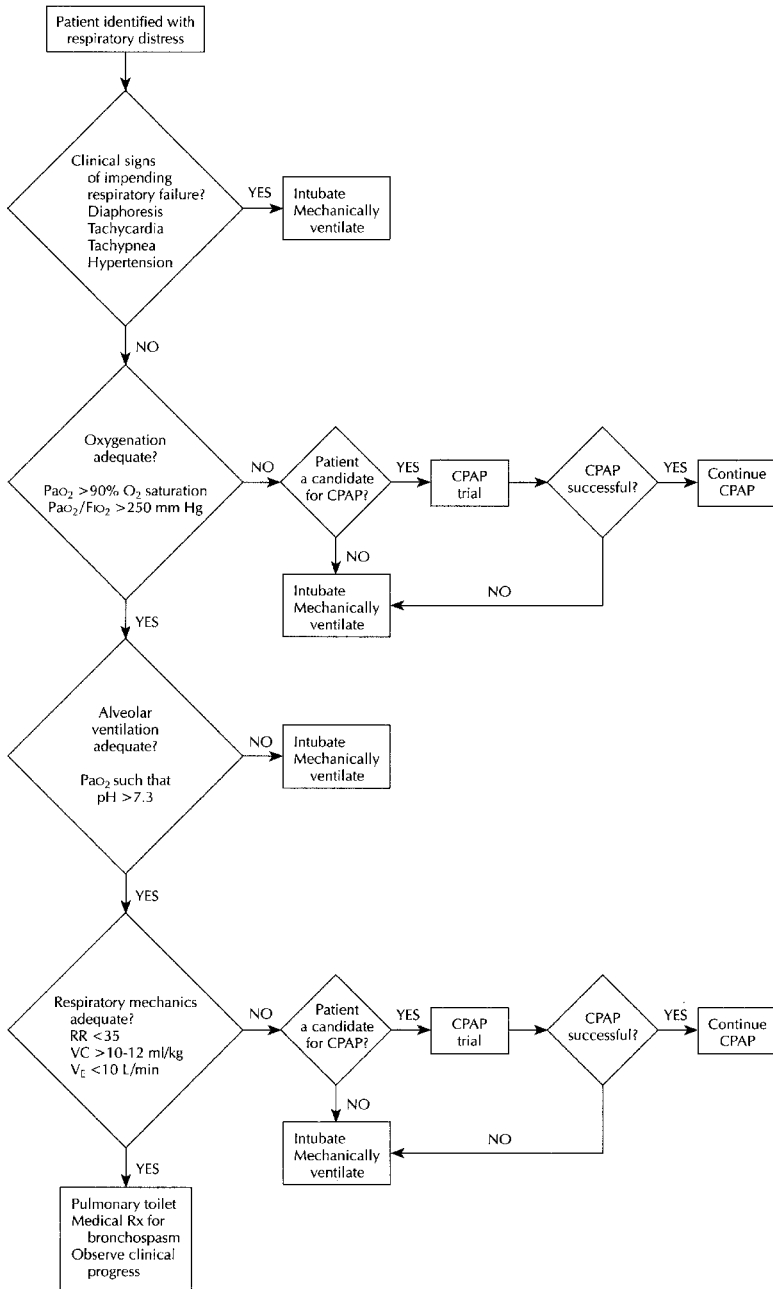 Patient identified with
respiratory distress
Clinical signs
of impending
respiratory failure?
Diaphoresis
Tachycardia
Tachypnea
Hypertension
YES
Intubate
Mechanically
ventilate
NO
Oxygenation
adequate?
PaO₂ >90% O₂ saturation
PaO₂/FIO₂ >250 mm Hg
NO
Patient
a candidate
for CPAP?
YES
CPAP
trial
CPAP
successful?
YES
Continue
CPAP
NO
Intubate
Mechanically
ventilate
NO
YES
Alveolar
ventilation
adequate?
PaO₂ such that
pH >7.3
NO
Intubate
Mechanically
ventilate
YES
Respiratory mechanics
adequate?
RR <35
VC >10-12 ml/kg
V̇E <10 L/min
NO
Patient
a candidate
for CPAP?
YES
CPAP
trial
CPAP
successful?
YES
Continue
CPAP
NO
Intubate
Mechanically
ventilate
NO
YES
Pulmonary toilet
Medical Rx for
bronchospasm
Observe clinical
progress